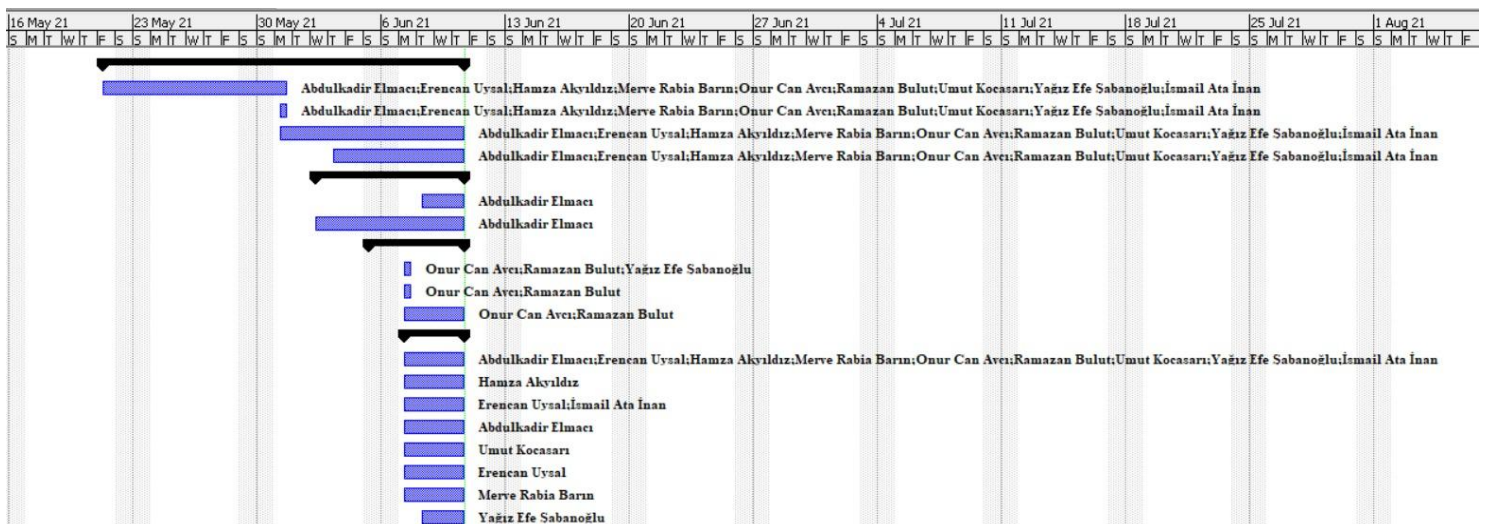 16 May 21 23 May 21 30 May 21 6 Jun 21 13 Jun 21 20 Jun 21 27 Jun 21 4 Jul 21 11 Jul 21 18 Jul 21 25 Jul 21 1 Aug 21
S M T W T F S S M T W T F S S M T W T F S S M T W T F S S M T W T F S S M T W T F S S M T W T F S S M T W T F S S M T W T F S S M T W T F S S M T W T F S S M T W T F
Abdulkadir Elmacı;Erencan Uysal;Hamza Akyıldız;Merve Rabia Barın;Onur Can Avcı;Ramazan Bulut;Umut Kocasarı;Yağız Efe Şabanoğlu;İsmail Ata İnan
Abdulkadir Elmacı;Erencan Uysal;Hamza Akyıldız;Merve Rabia Barın;Onur Can Avcı;Ramazan Bulut;Umut Kocasarı;Yağız Efe Şabanoğlu;İsmail Ata İnan
Abdulkadir Elmacı;Erencan Uysal;Hamza Akyıldız;Merve Rabia Barın;Onur Can Avcı;Ramazan Bulut;Umut Kocasarı;Yağız Efe Şabanoğlu;İsmail Ata İnan
Abdulkadir Elmacı;Erencan Uysal;Hamza Akyıldız;Merve Rabia Barın;Onur Can Avcı;Ramazan Bulut;Umut Kocasarı;Yağız Efe Şabanoğlu;İsmail Ata İnan
Abdulkadir Elmacı
Abdulkadir Elmacı
Onur Can Avcı;Ramazan Bulut;Yağız Efe Şabanoğlu
Onur Can Avcı;Ramazan Bulut
Onur Can Avcı;Ramazan Bulut
Abdulkadir Elmacı;Erencan Uysal;Hamza Akyıldız;Merve Rabia Barın;Onur Can Avcı;Ramazan Bulut;Umut Kocasarı;Yağız Efe Şabanoğlu;İsmail Ata İnan
Hamza Akyıldız
Erencan Uysal;İsmail Ata İnan
Abdulkadir Elmacı
Umut Kocasarı
Erencan Uysal
Merve Rabia Barın
Yağız Efe Şabanoğlu